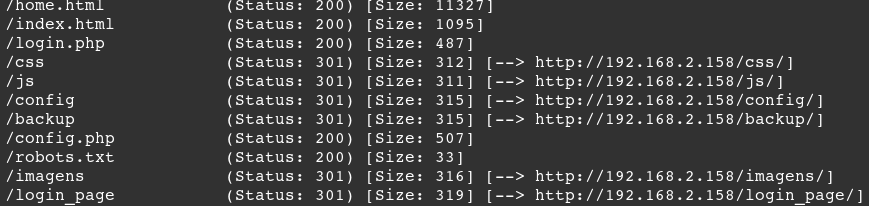 /home.html (Status: 200) [Size: 11327]
/index.html (Status: 200) [Size: 1095]
/login.php (Status: 200) [Size: 487]
/css (Status: 301) [Size: 312] [--> http://192.168.2.158/css/]
/js (Status: 301) [Size: 311] [--> http://192.168.2.158/js/]
/config (Status: 301) [Size: 315] [--> http://192.168.2.158/config/]
/backup (Status: 301) [Size: 315] [--> http://192.168.2.158/backup/]
/config.php (Status: 200) [Size: 507]
/robots.txt (Status: 200) [Size: 33]
/imagens (Status: 301) [Size: 316] [--> http://192.168.2.158/imagens/]
/login_page (Status: 301) [Size: 319] [--> http://192.168.2.158/login_page/]